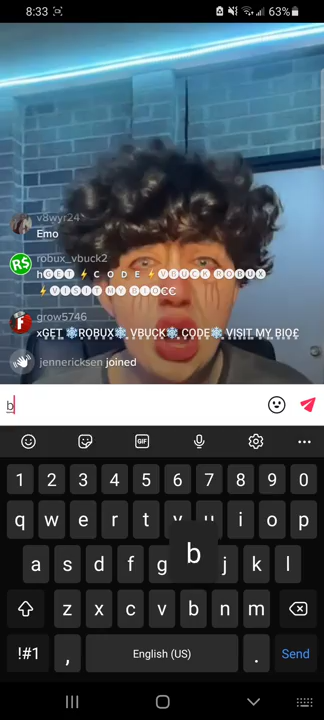 8:33
63%
v8wyr24
Emo
robux_vbuck2
hGET ⚡ C O D E ⚡VBUCK ROBUX
⚡VISIT MY BIO€€
grow5746
xGET ❄ROBUX❄ VBUCK❄ CODE❄ VISIT MY BIO£
jennericksen joined
b
GIF
1 2 3 4 5 6 7 8 9 0
q w e r t y u i o p
a s d f g b j k l
z x c v b n m
!#1 , English (US) . Send